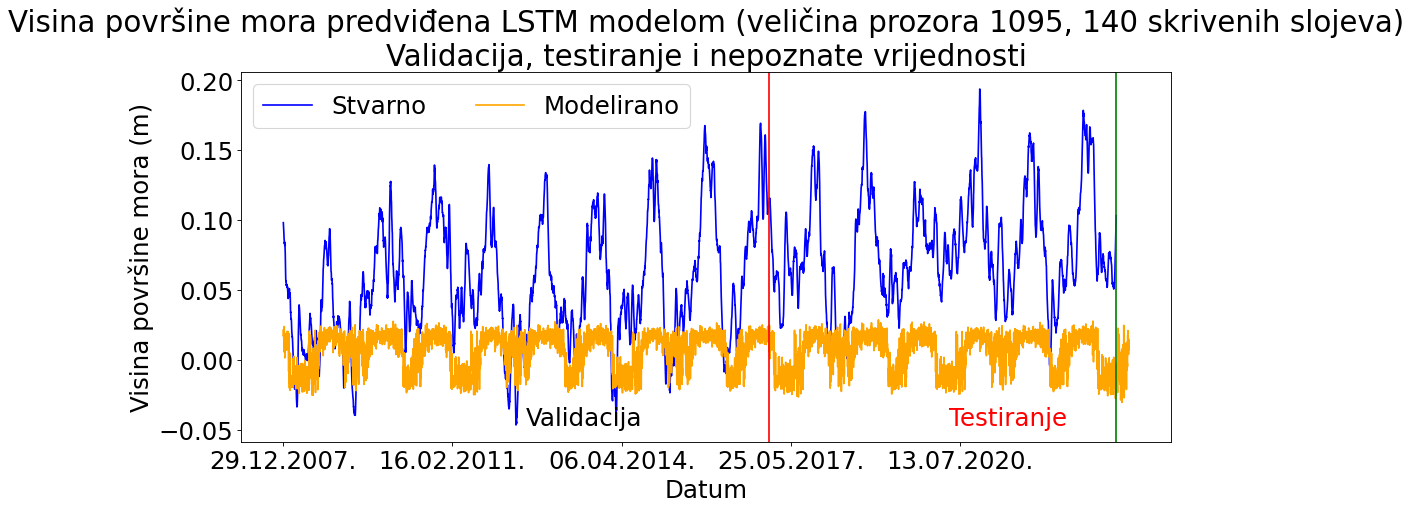 Visina površine mora predviđena LSTM modelom (veličina prozora 1095, 140 skrivenih slojeva)
Validacija, testiranje i nepoznate vrijednosti
Stvarno
Modelirano
Visina površine mora (m)
0.20
0.15
0.10
0.05
0.00
−0.05
Validacija
Testiranje
29.12.2007.
16.02.2011.
06.04.2014.
25.05.2017.
13.07.2020.
Datum